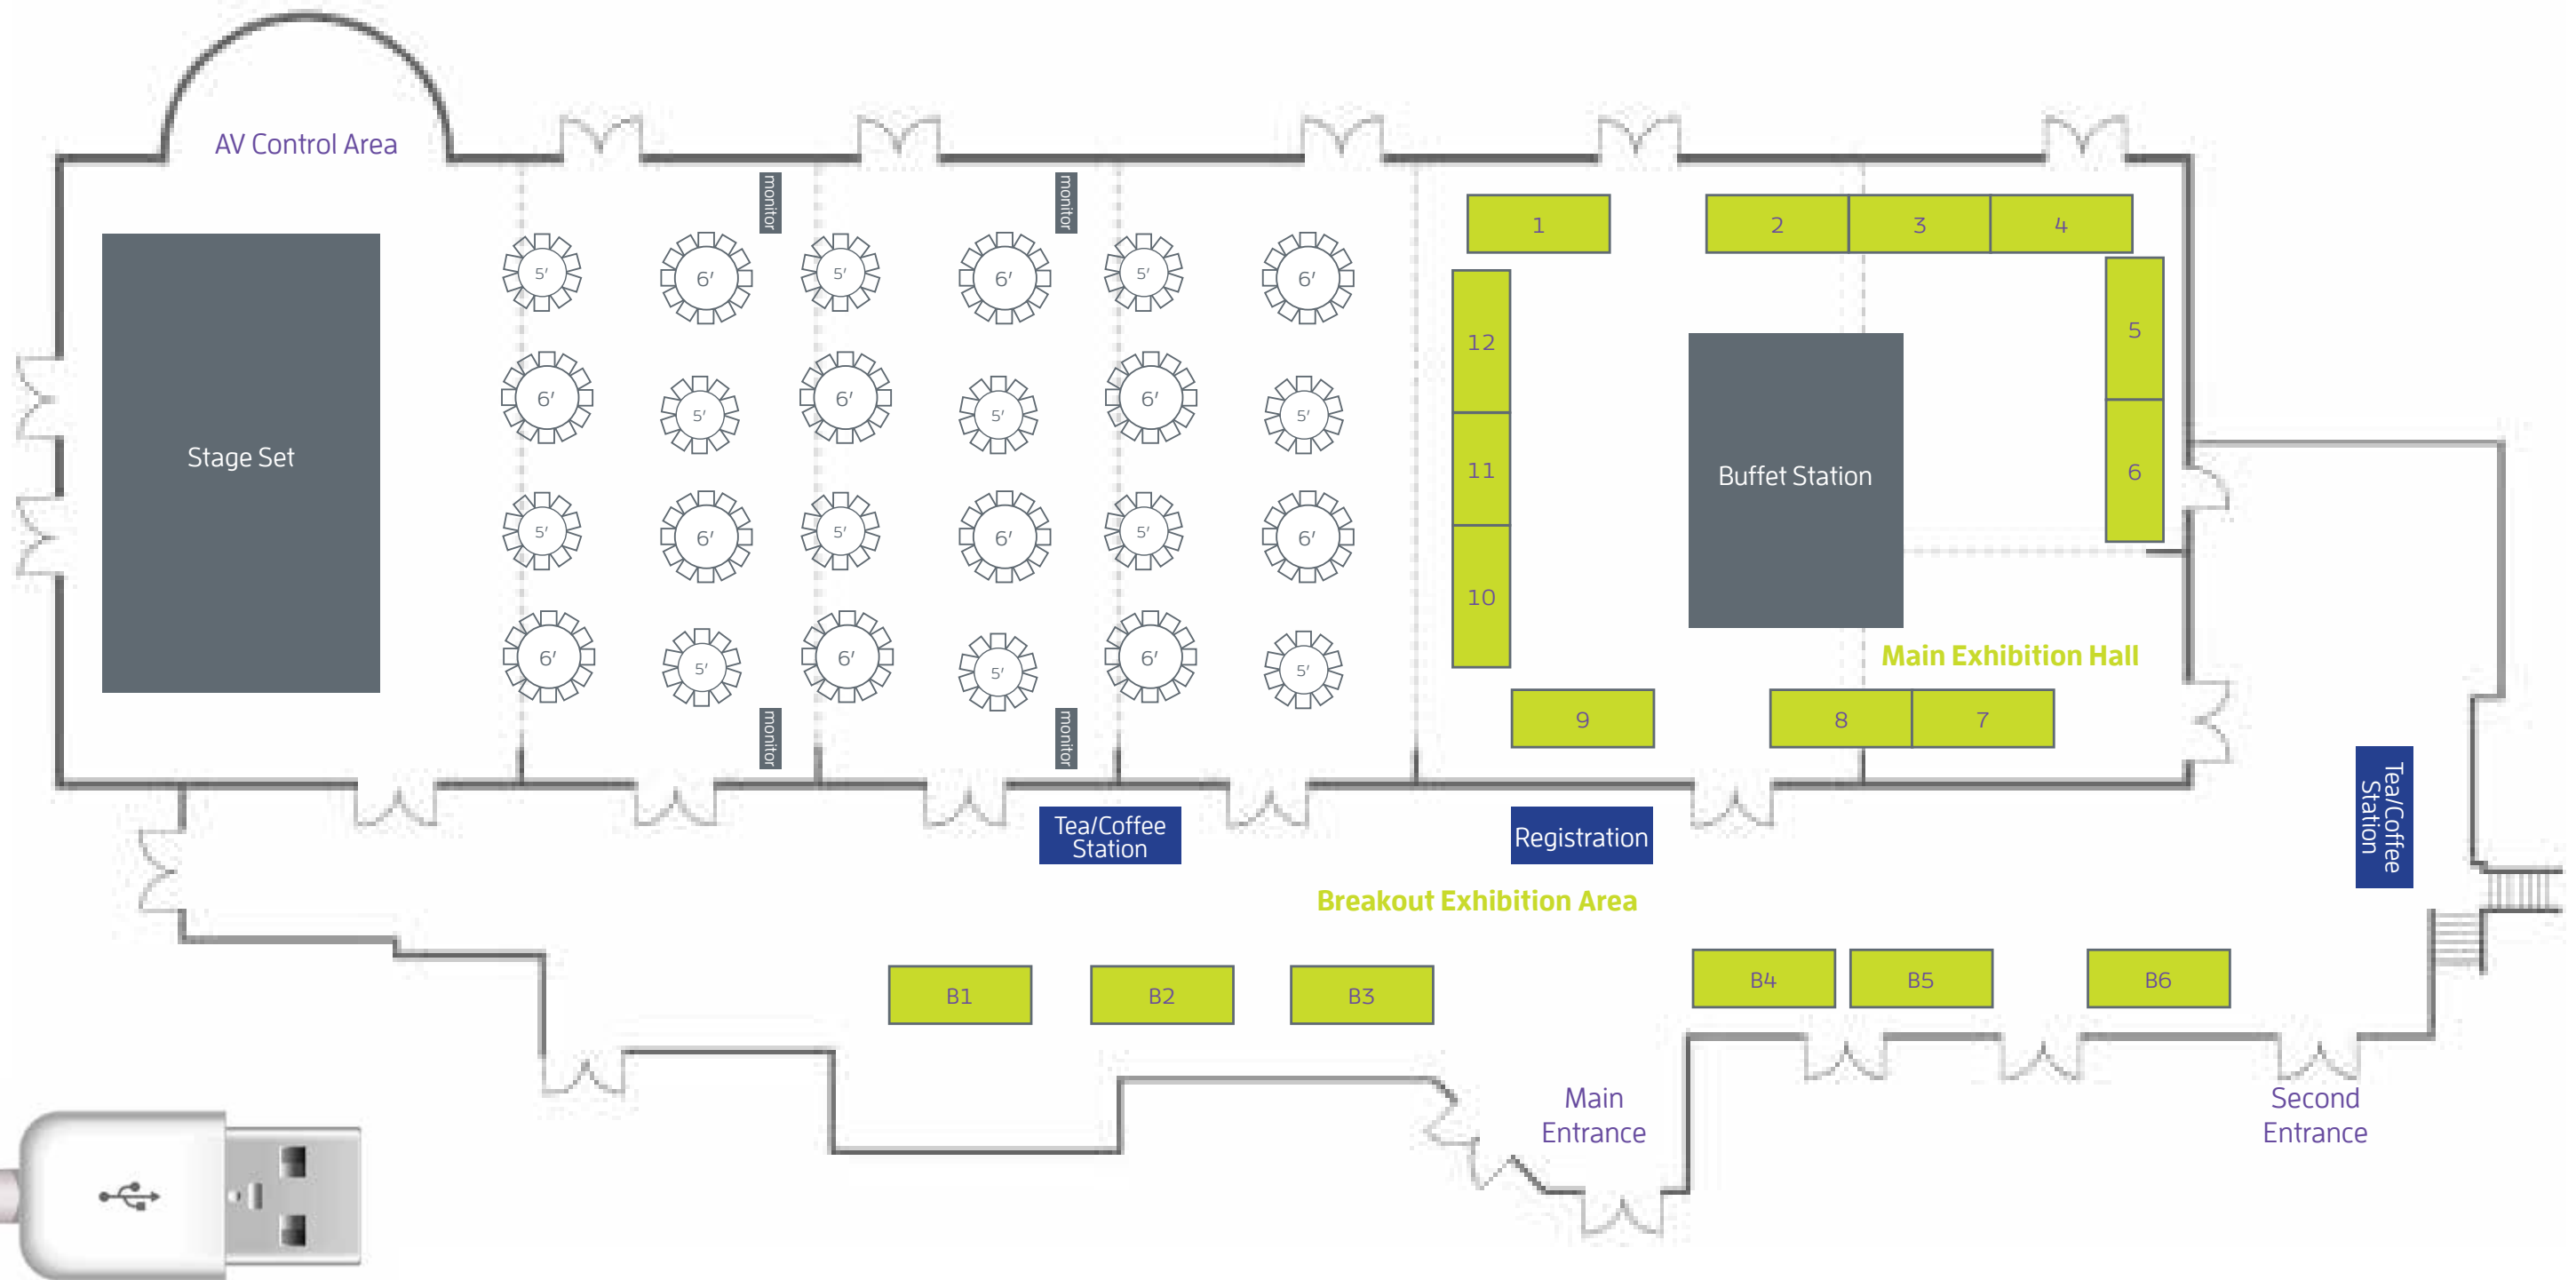 AV Control Area
monitor
monitor
Stage Set
5'
6'
5'
6'
5'
6'
6'
5'
6'
5'
6'
5'
5'
6'
5'
6'
5'
6'
6'
5'
6'
5'
6'
5'
monitor
monitor
1
2
3
4
12
11
10
5
6
Buffet Station
Main Exhibition Hall
9
8
7
Tea/Coffee
Station
Registration
Tea/Coffee
Station
Breakout Exhibition Area
B1
B2
B3
B4
B5
B6
Main
Entrance
Second
Entrance